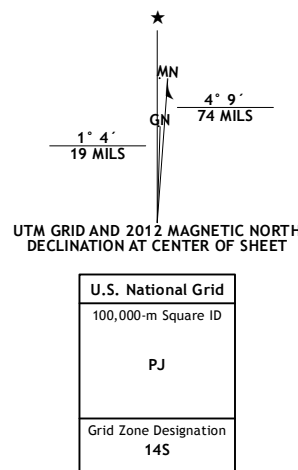 ★
MN
4° 9´
74 MILS
GN
1° 4´
19 MILS
UTM GRID AND 2012 MAGNETIC NORTH
DECLINATION AT CENTER OF SHEET
U.S. National Grid
100,000-m Square ID
PJ
Grid Zone Designation
14S